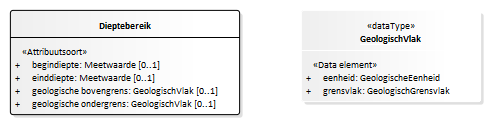 Dieptebereik
«Attribuutsoort»
+ begindiepte: Meetwaarde [0..1]
+ einddiepte: Meetwaarde [0..1]
+ geologische bovengrens: GeologischVlak [0..1]
+ geologische ondergrens: GeologischVlak [0..1]
«dataType»
GeologischVlak
«Data element»
+ eenheid: GeologischeEenheid
+ grensvlak: GeologischGrensvlak